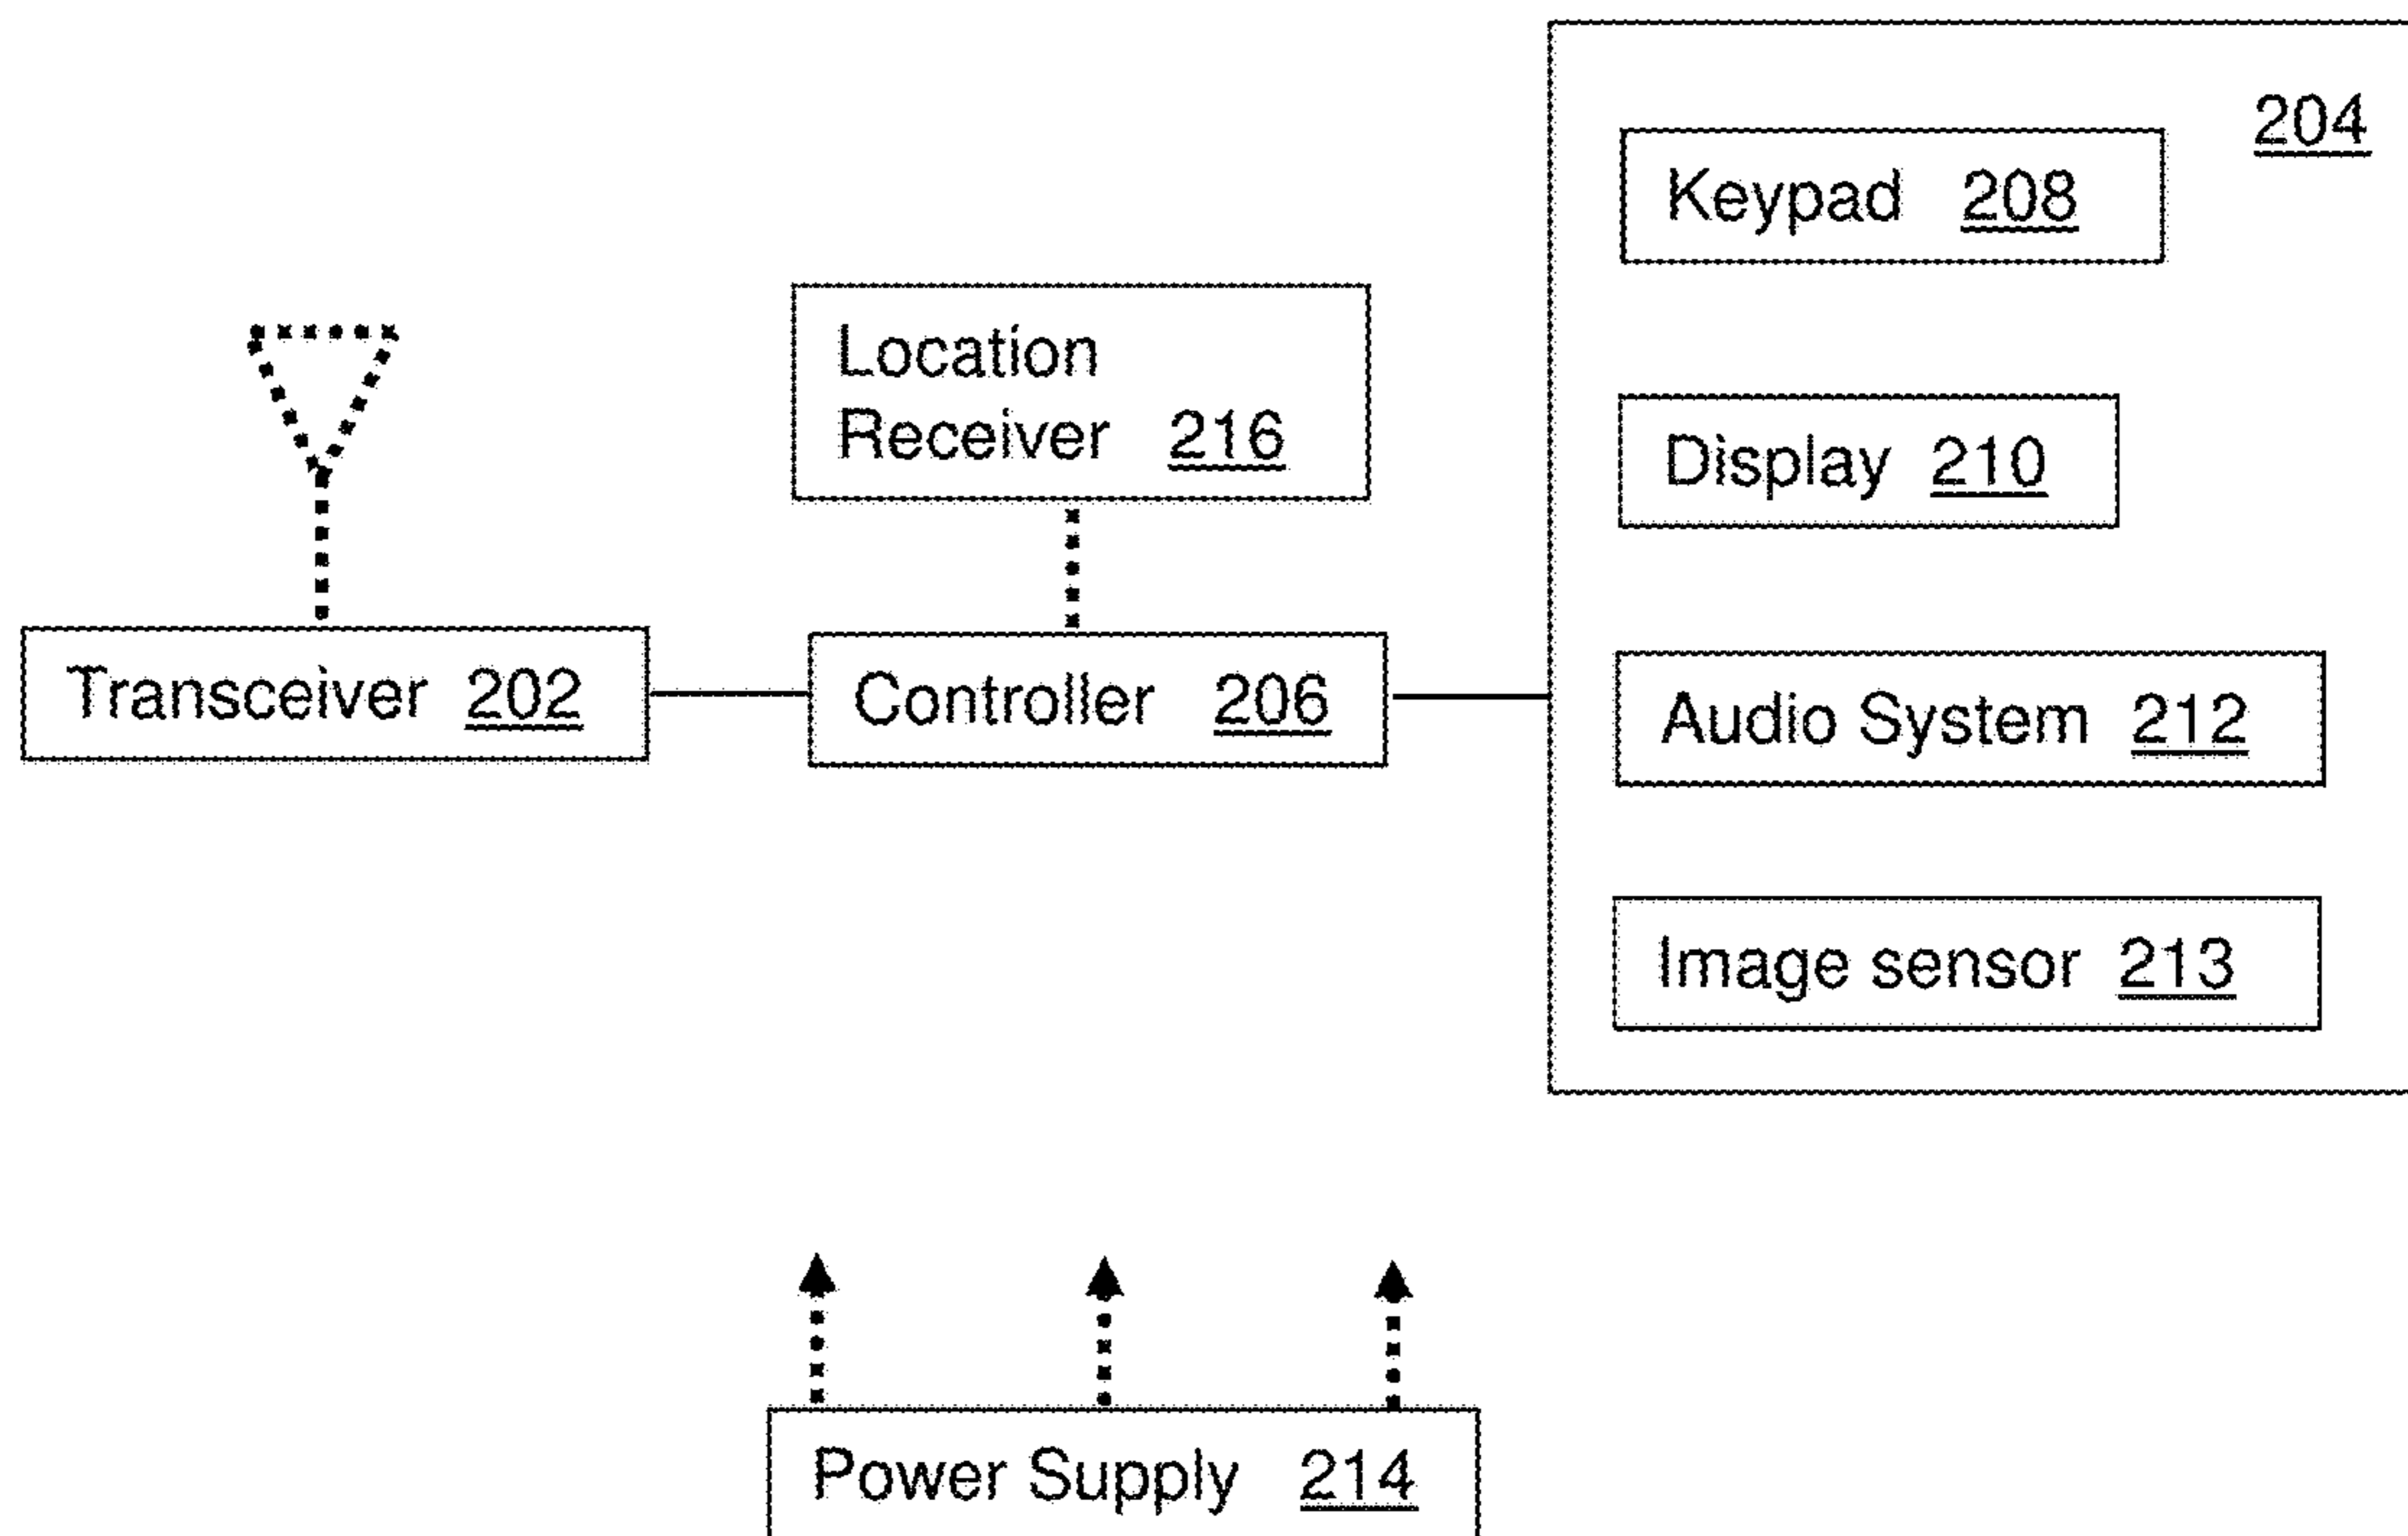 204
Keypad 208
Location
Receiver 216
Display 210
Transceiver 202
Controller 206
Audio System 212
Image sensor 213
Power Supply 214